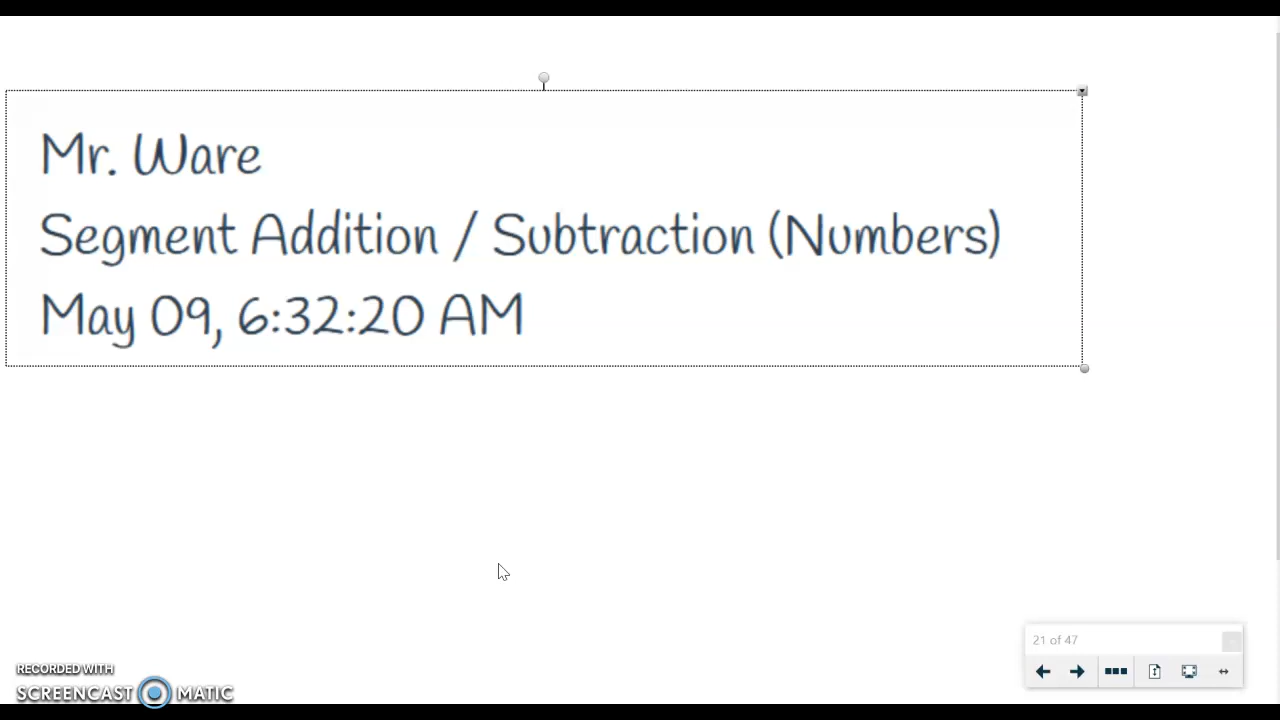 Mr. Ware
Segment Addition / Subtraction (Numbers)
May 09, 6:32:20 AM
21 of 47
RECORDED WITH
SCREENCAST MATIC